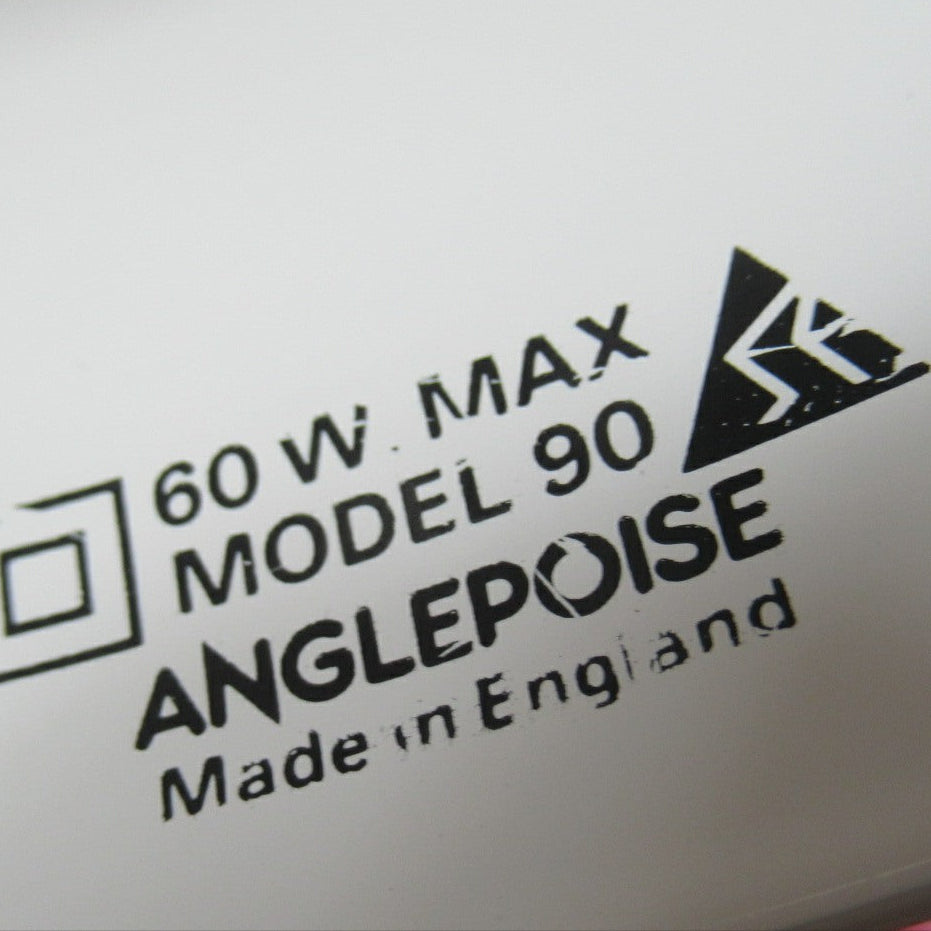 60 W. MAX
MODEL 90
ANGLEPOISE
Made in England